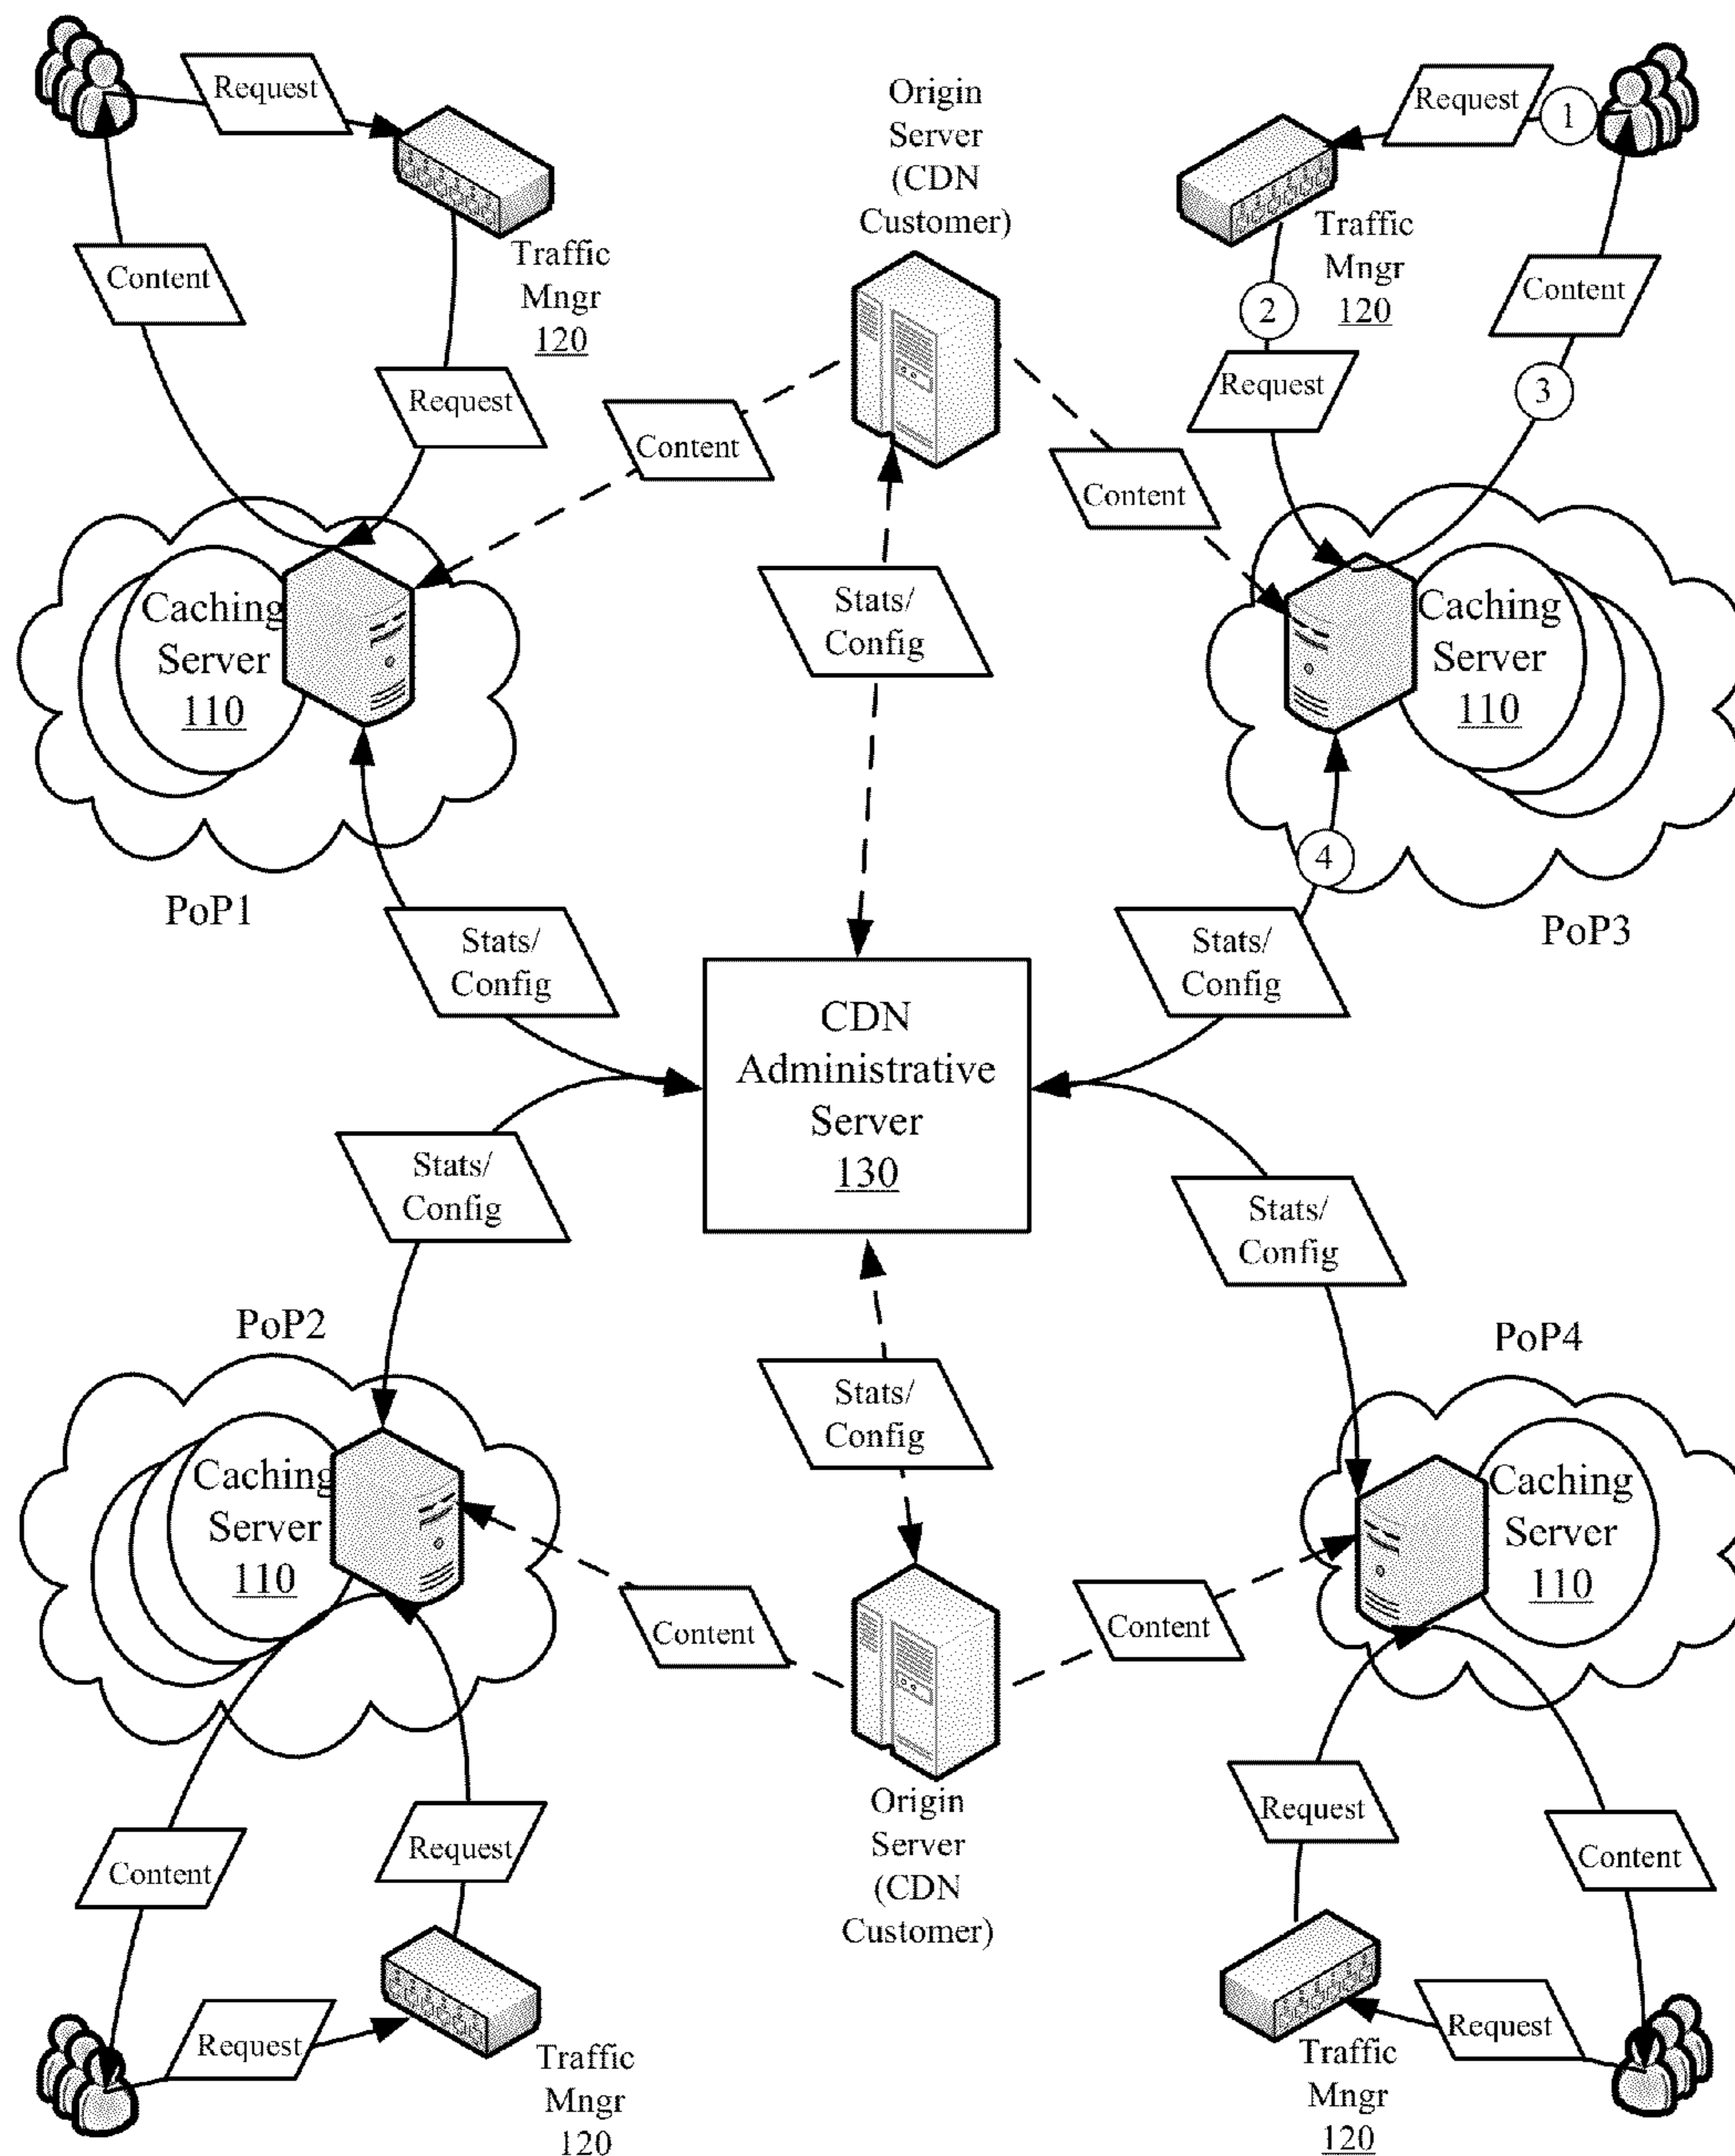 Request
Origin
Server
(CDN
Customer)
Request
1
Traffic
Mngr
120
Traffic
Mngr
120
Content
Content
2
Request
Request
3
Content
Content
Stats/
Config
Caching
Server
110
Caching
Server
110
4
PoP1
PoP3
Stats/
Config
Stats/
Config
CDN
Administrative
Server
130
Stats/
Config
Stats/
Config
PoP2
PoP4
Stats/
Config
Caching
Server
110
Caching
Server
110
Content
Content
Origin
Server
(CDN
Customer)
Request
Request
Content
Content
Request
Request
Traffic
Mngr
120
Traffic
Mngr
120